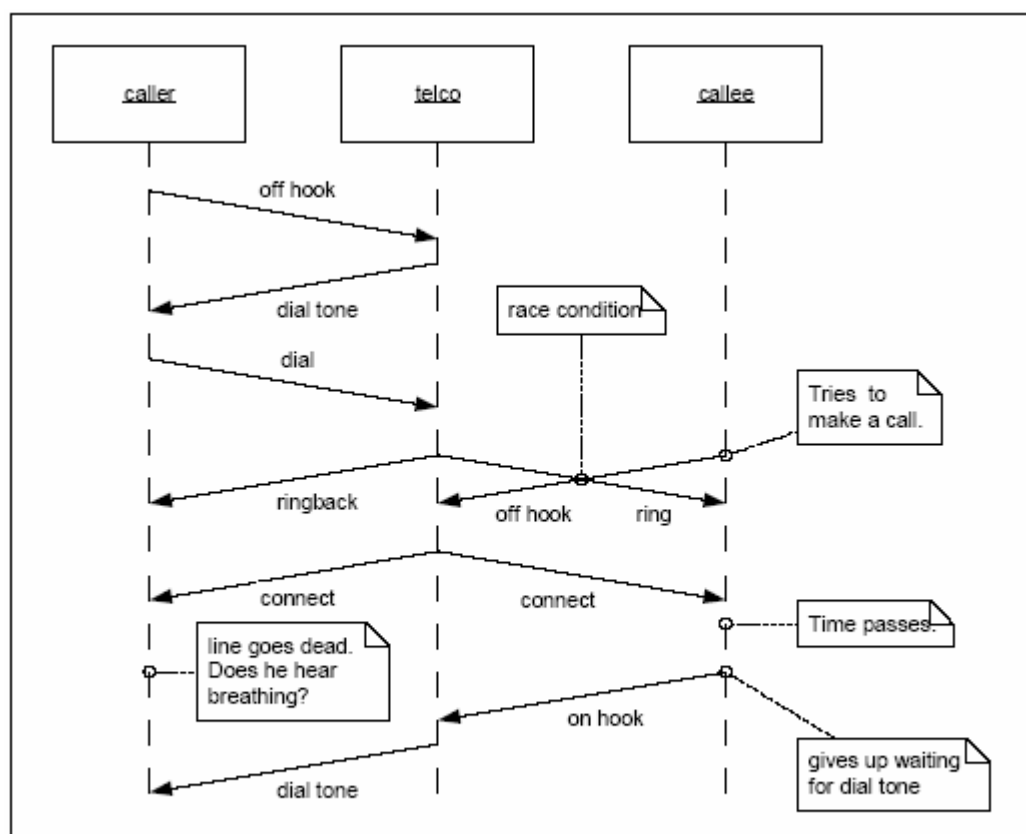 caller
telco
callee
off hook
dial tone
race condition
dial
Tries to
make a call.
ringback
off hook
ring
connect
connect
Time passes.
line goes dead.
Does he hear
breathing?
on hook
gives up waiting
for dial tone
dial tone